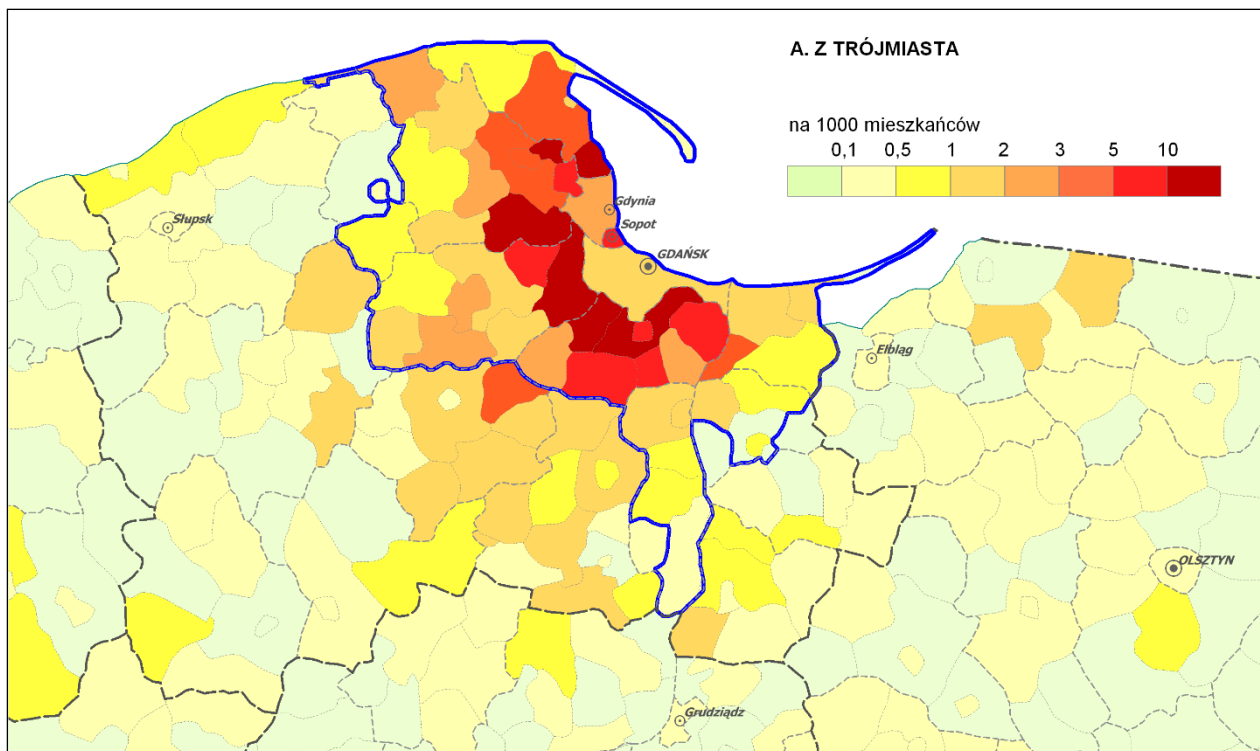 A. Z TRÓJMIASTA
na 1000 mieszkańców
0,1 0,5 1 2 3 5 10
Słupsk
Gdynia
Sopot
GDAŃSK
Elbląg
OLSZTYN
Grudziądz